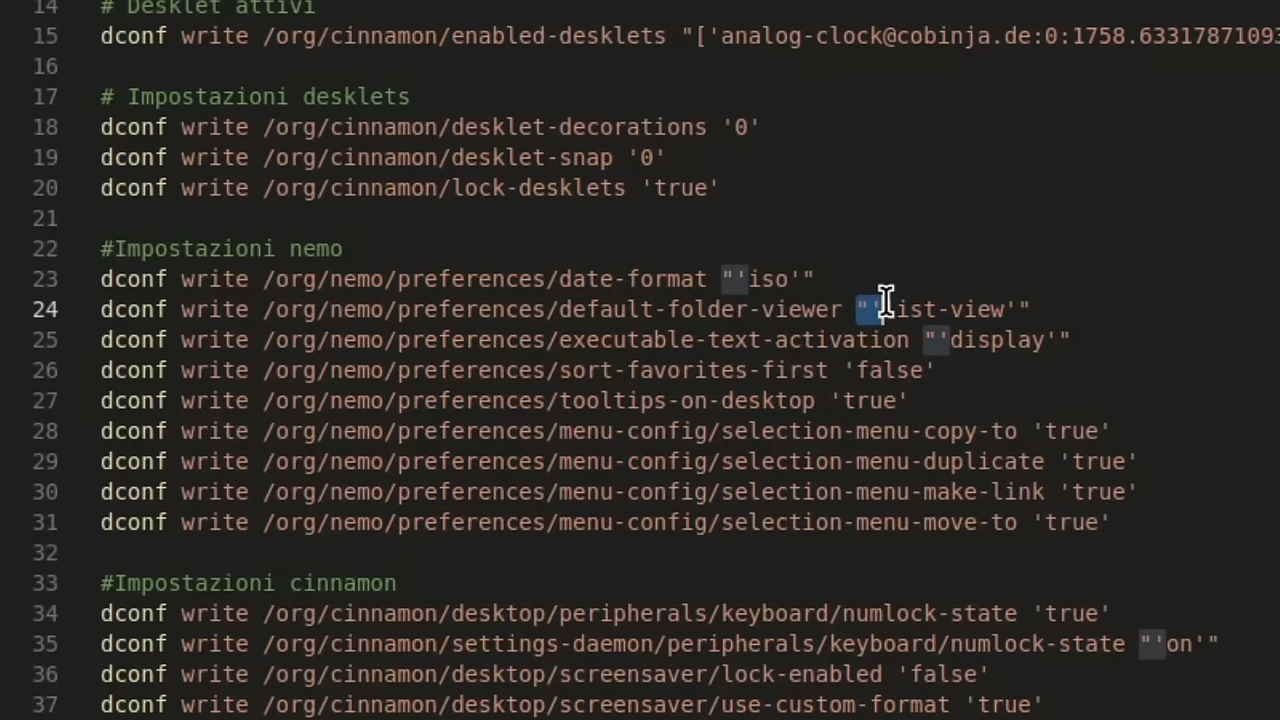 14 # Desklet attivi
15 dconf write /org/cinnamon/enabled-desklets "['analog-clock@cobinja.de:0:1758.6331787109
16
17 # Impostazioni desklets
18 dconf write /org/cinnamon/desklet-decorations '0'
19 dconf write /org/cinnamon/desklet-snap '0'
20 dconf write /org/cinnamon/lock-desklets 'true'
21
22 #Impostazioni nemo
23 dconf write /org/nemo/preferences/date-format "'iso'"
24 dconf write /org/nemo/preferences/default-folder-viewer "'list-view'"
25 dconf write /org/nemo/preferences/executable-text-activation "'display'"
26 dconf write /org/nemo/preferences/sort-favorites-first 'false'
27 dconf write /org/nemo/preferences/tooltips-on-desktop 'true'
28 dconf write /org/nemo/preferences/menu-config/selection-menu-copy-to 'true'
29 dconf write /org/nemo/preferences/menu-config/selection-menu-duplicate 'true'
30 dconf write /org/nemo/preferences/menu-config/selection-menu-make-link 'true'
31 dconf write /org/nemo/preferences/menu-config/selection-menu-move-to 'true'
32
33 #Impostazioni cinnamon
34 dconf write /org/cinnamon/desktop/peripherals/keyboard/numlock-state 'true'
35 dconf write /org/cinnamon/settings-daemon/peripherals/keyboard/numlock-state "'on'"
36 dconf write /org/cinnamon/desktop/screensaver/lock-enabled 'false'
37 dconf write /org/cinnamon/desktop/screensaver/use-custom-format 'true'